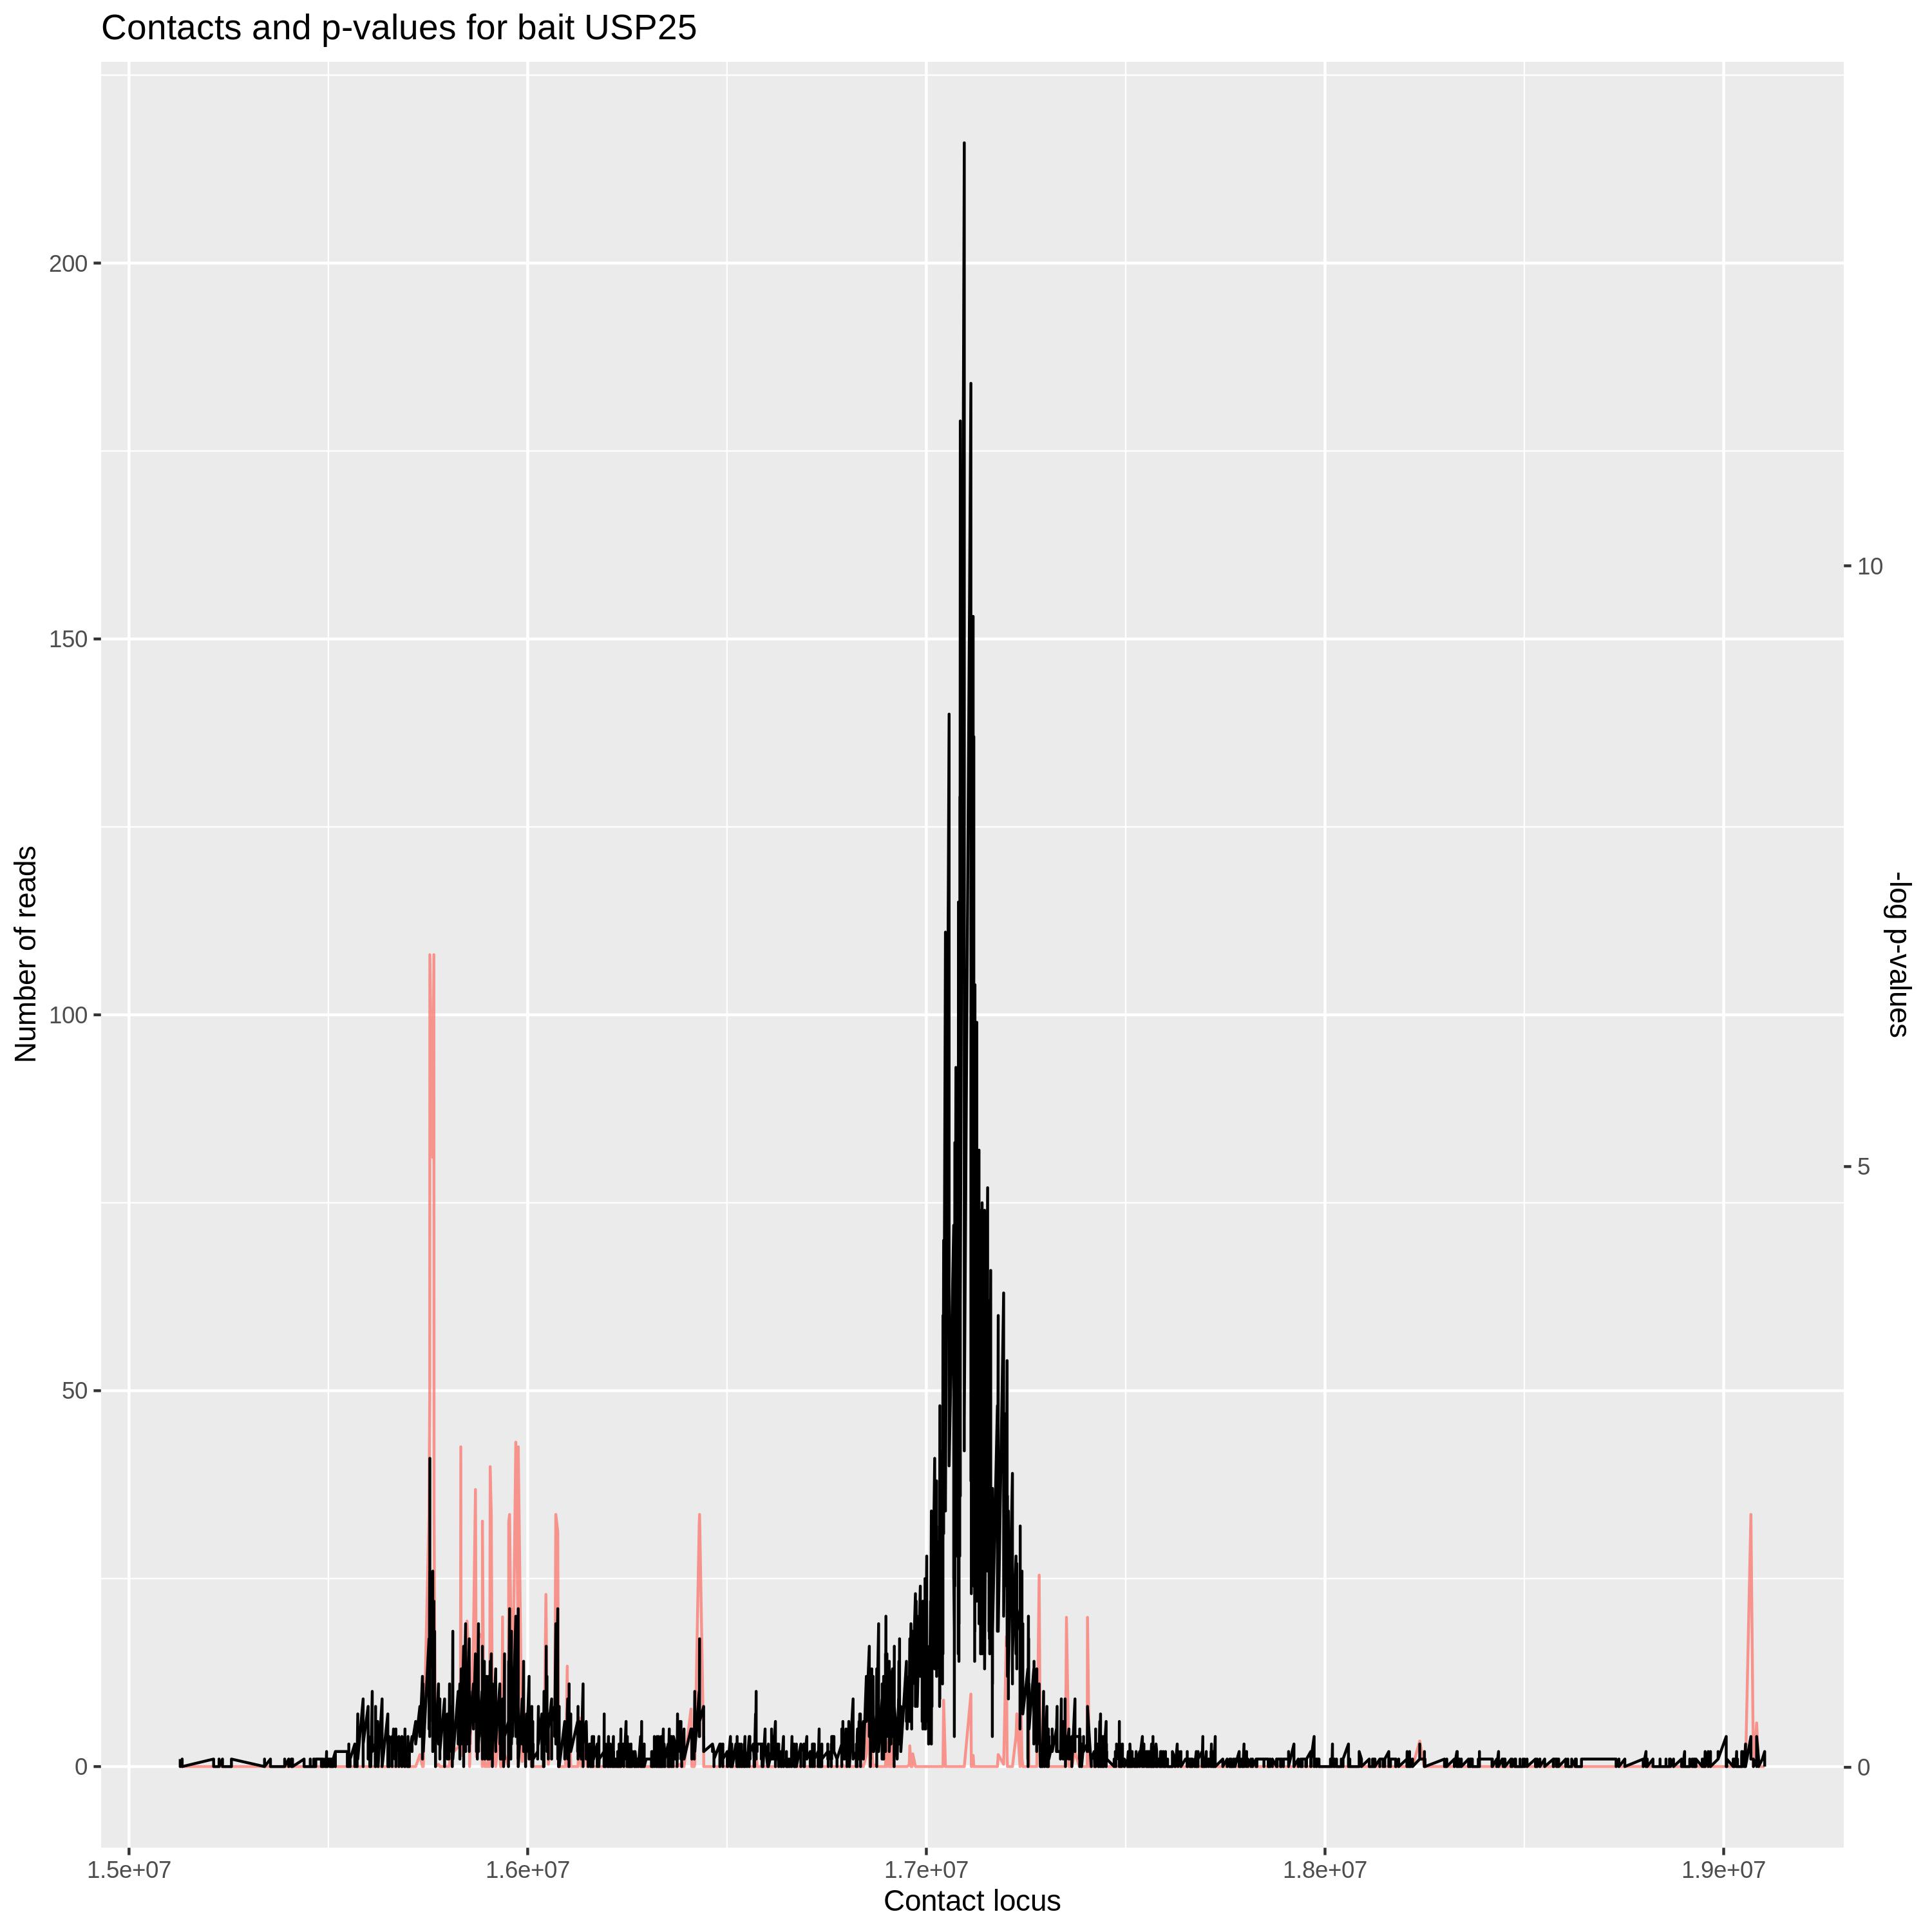 Contacts and p-values for bait USP25
Number of reads
200
150
100
50
0
10
5
0
-log p-values
1.5e+07
1.6e+07
1.7e+07
1.8e+07
1.9e+07
Contact locus